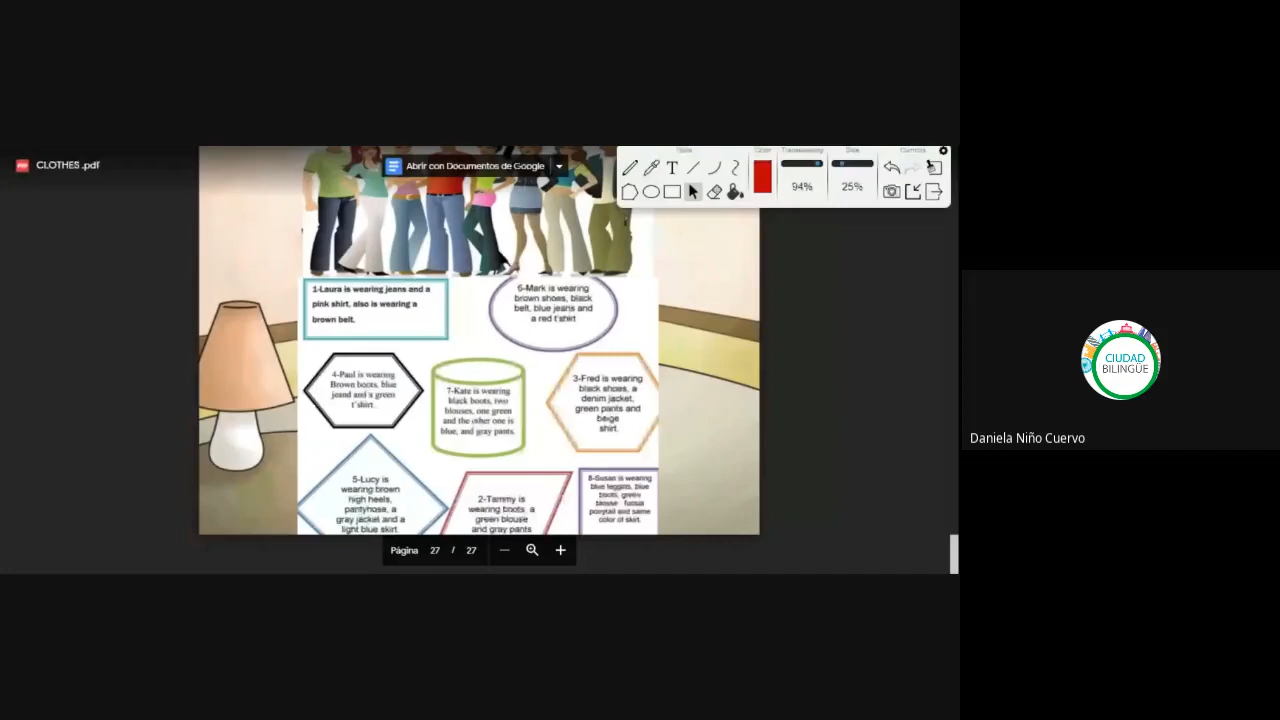 CLOTHES .pdf
Abrir con Documentos de Google
Tools
Color
Transparency
Size
Controls
94%
25%
1-Laura is wearing jeans and a
pink shirt, also is wearing a
brown belt.
6-Mark is wearing
brown shoes, black
belt, blue jeans and
a red t'shirt
4-Paul is wearing
Brown boots, blue
jeand and a green
t'shirt.
7-Kate is wearing
black boots, two
blouses, one green
and the other one is
blue, and gray pants.
3-Fred is wearing
black shoes, a
denim jacket,
green pants and
beige
shirt.
5-Lucy is
wearing brown
high heels,
pantyhose, a
gray jacket and a
light blue skirt.
2-Tammy is
wearing boots a
green blouse
and gray pants
8-Susan is wearing
blue leggins, blue
boots, green
blouse fuxua
ponytail and same
color of skirt.
Página 27 / 27
CIUDAD
BILINGÜE
Daniela Niño Cuervo